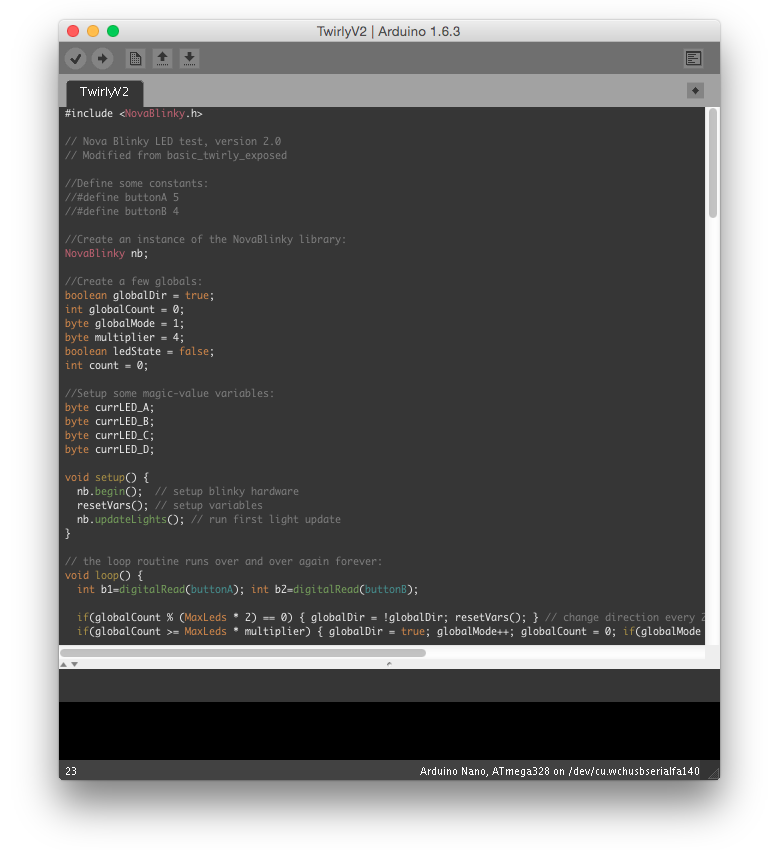 TwirlyV2 | Arduino 1.6.3
TwirlyV2
#include <NovaBlinky.h>
// Nova Blinky LED test, version 2.0
// Modified from basic_twirly_exposed
//Define some constants:
//#define buttonA 5
//#define buttonB 4
//Create an instance of the NovaBlinky library:
NovaBlinky nb;
//Create a few globals:
boolean globalDir = true;
int globalCount = 0;
byte globalMode = 1;
byte multiplier = 4;
boolean ledState = false;
int count = 0;
//Setup some magic-value variables:
byte currLED_A;
byte currLED_B;
byte currLED_C;
byte currLED_D;
void setup() {
  nb.begin();  // setup blinky hardware
  resetVars(); // setup variables
  nb.updateLights(); // run first light update
}
// the loop routine runs over and over again forever:
void loop() {
  int b1=digitalRead(buttonA); int b2=digitalRead(buttonB);
  if(globalCount % (MaxLeds * 2) == 0) { globalDir = !globalDir; resetVars(); } // change direction every 2
  if(globalCount >= MaxLeds * multiplier) { globalDir = true; globalMode++; globalCount = 0; if(globalMode
23
Arduino Nano, ATmega328 on /dev/cu.wchusbserialfa140